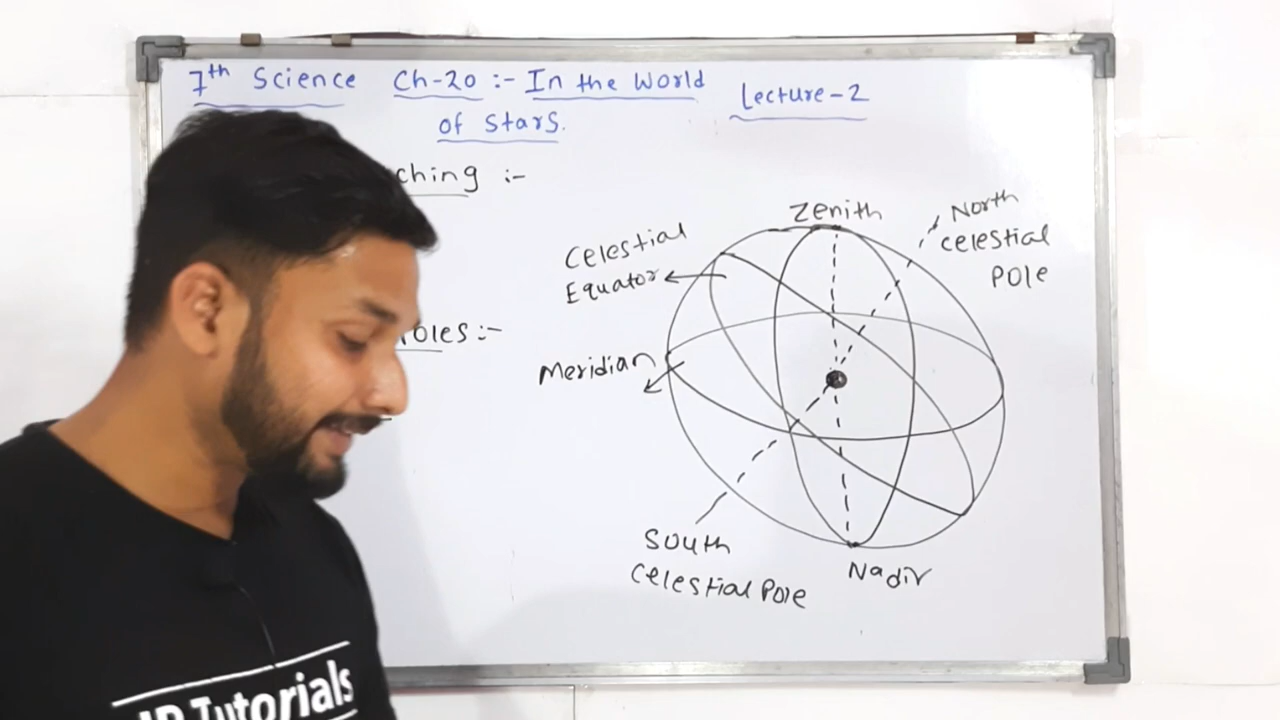 7th Science Ch-20 :- In the World
of Stars.
Lecture-2
ching :-
oles :-
Zenith
North
Celestial
Pole
Celestial
Equator
Meridian
South
Celestial Pole
Nadir
Tutorials